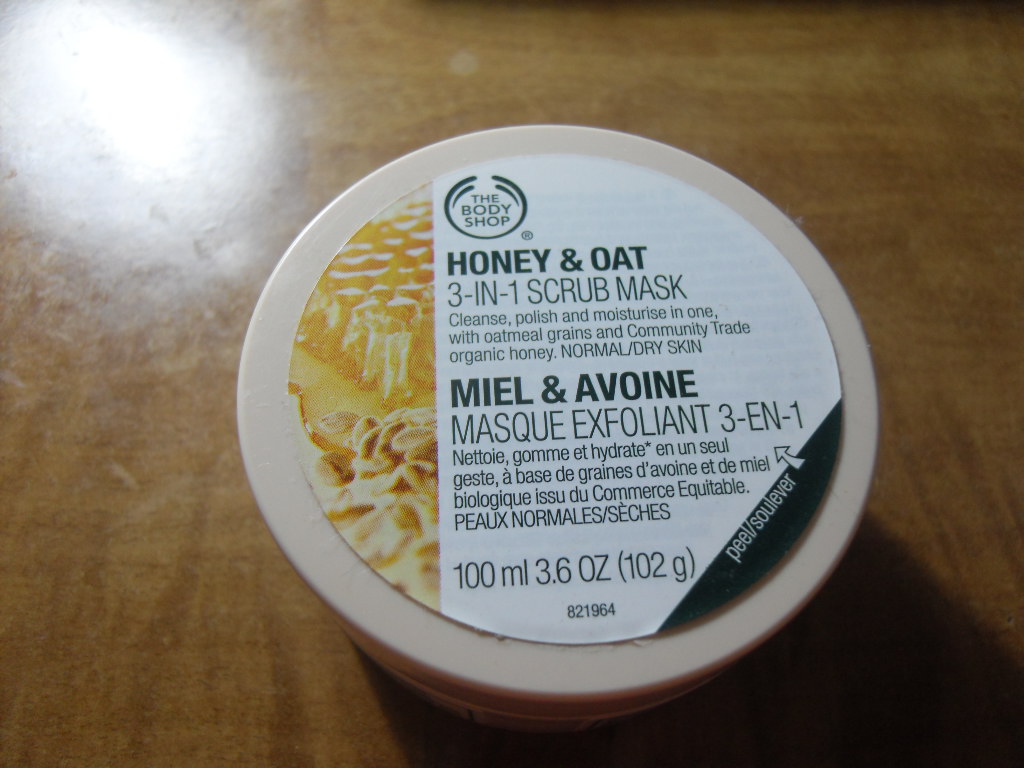 THE
BODY
SHOP
®
HONEY & OAT
3-IN-1 SCRUB MASK
Cleanse, polish and moisturise in one,
with oatmeal grains and Community Trade
organic honey. NORMAL/DRY SKIN
MIEL & AVOINE
MASQUE EXFOLIANT 3-EN-1
Nettoie, gomme et hydrate* en un seul
geste, à base de graines d'avoine et de miel
biologique issu du Commerce Equitable.
PEAUX NORMALES/SÈCHES
peel/soulever
100 ml 3.6 OZ (102 g)
821964